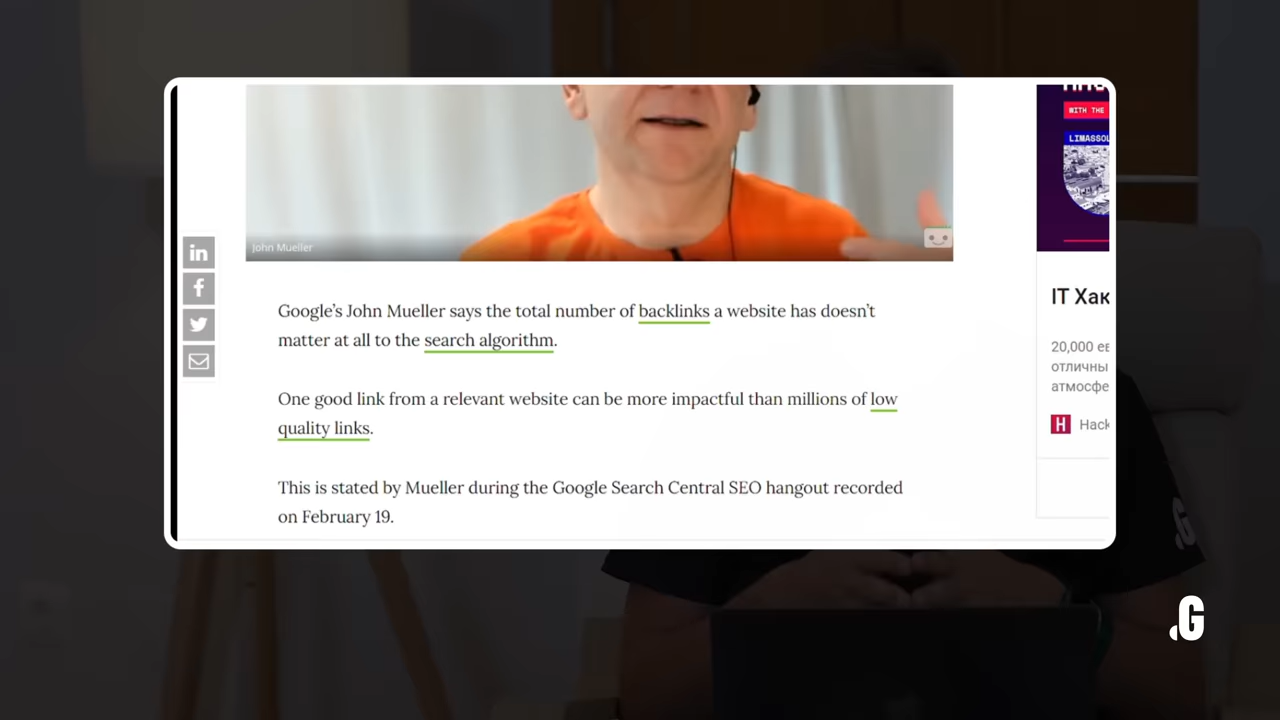 WITH THE
LIMASSOL
John Mueller
in
f
Google's John Mueller says the total number of backlinks a website has doesn't
matter at all to the search algorithm.
One good link from a relevant website can be more impactful than millions of low
quality links.
This is stated by Mueller during the Google Search Central SEO hangout recorded
on February 19.
IT Хак
20,000 ев
отличны
атмосфе
H Hack
.G
.G